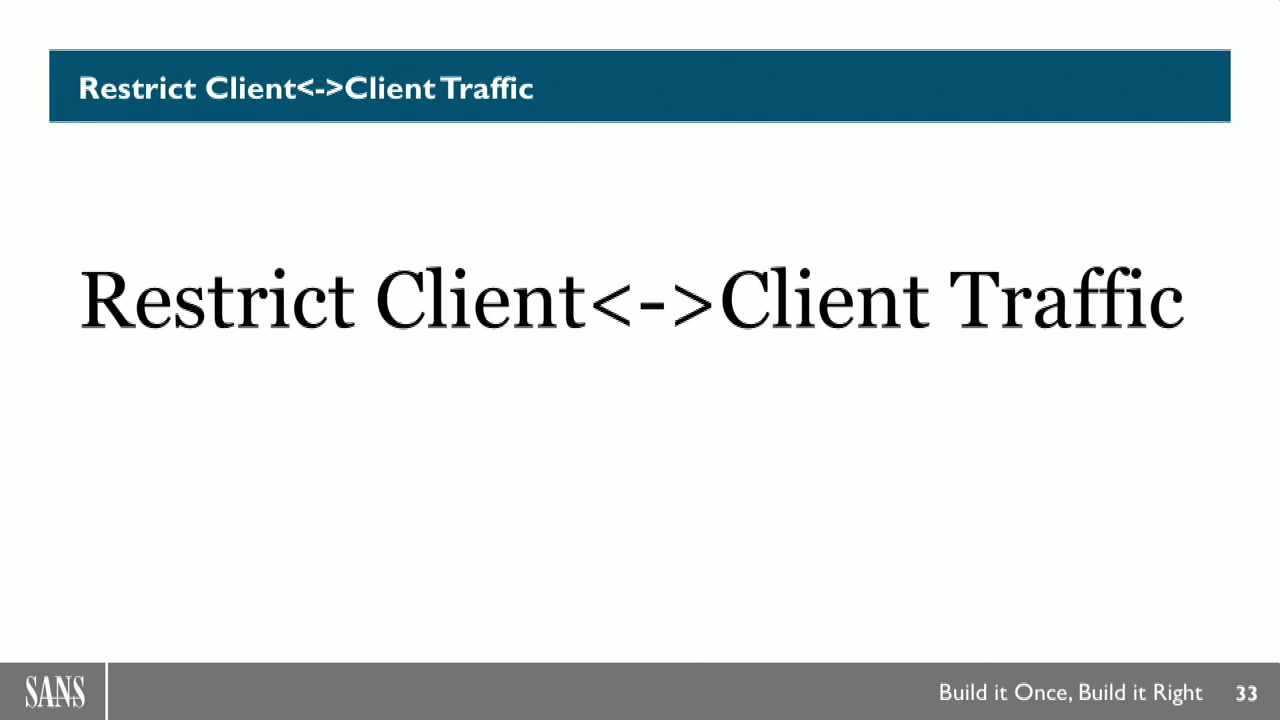 Restrict Client<->Client Traffic
Restrict Client<->Client Traffic
SANS
Build it Once, Build it Right
33